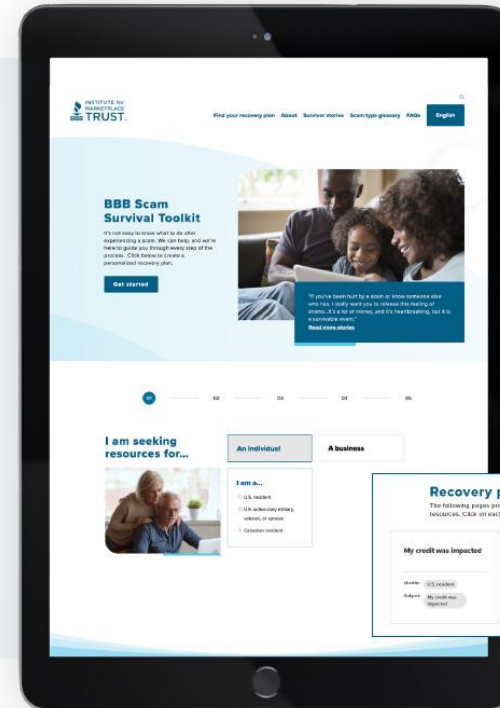 INSTITUTE for
MARKETPLACE
TRUST
Find your recovery plan About Survivor stories Scam type glossary FAQs English
BBB Scam
Survival Toolkit
It's not easy to know what to do after
experiencing a scam. We can help, and we're
here to guide you through every step of the
process. Click below to create a
personalized recovery plan.
Get started
"If you've been hurt by a scam or know someone else
who has, I really want you to release this feeling of
shame...it's a lot of money, and it's heartbreaking, but it is
a survivable event."
Read more stories
01 02 03 04 05
I am seeking
resources for...
An individual
A business
I am a...
U.S. resident
U.S. active-duty military,
veteran, or spouse
Canadian resident
Recovery p
The following pages pro
resources. Click on each
My credit was impacted
Identity: U.S. resident
Subject: My credit was
impacted